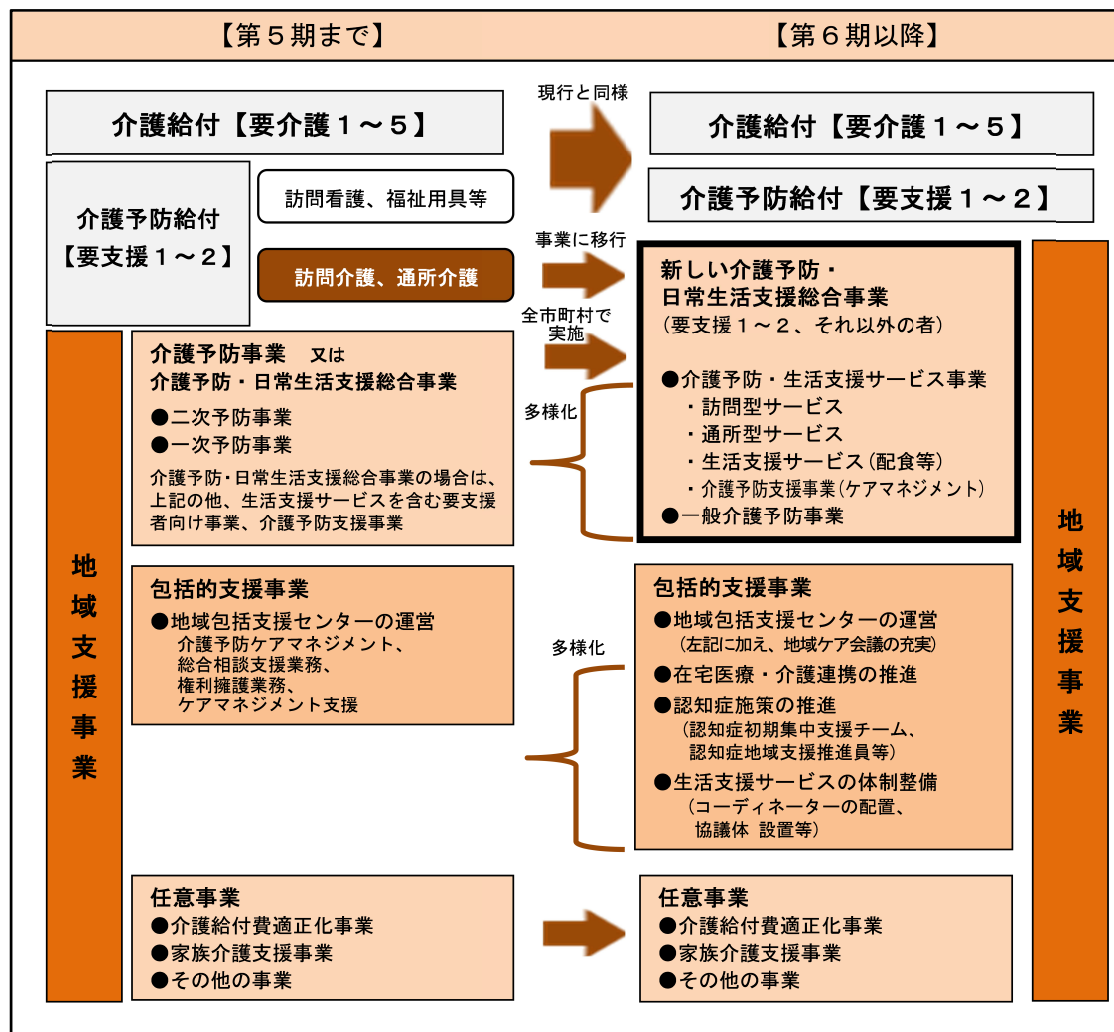 【第５期まで】
【第６期以降】
介護給付【要介護１～５】
介護予防給付
【要支援１～２】
訪問看護、福祉用具等
訪問介護、通所介護
地域支援事業
介護予防事業　又は
介護予防・日常生活支援総合事業
●二次予防事業
●一次予防事業
介護予防・日常生活支援総合事業の場合は、
上記の他、生活支援サービスを含む要支援
者向け事業、介護予防支援事業
包括的支援事業
●地域包括支援センターの運営
介護予防ケアマネジメント、
総合相談支援業務、
権利擁護業務、
ケアマネジメント支援
任意事業
●介護給付費適正化事業
●家族介護支援事業
●その他の事業
現行と同様
事業に移行
全市町村で
実施
多様化
多様化
介護給付【要介護１～５】
介護予防給付【要支援１～２】
新しい介護予防・
日常生活支援総合事業
（要支援１～２、それ以外の者）
●介護予防・生活支援サービス事業
・訪問型サービス
・通所型サービス
・生活支援サービス（配食等）
・介護予防支援事業（ケアマネジメント）
●一般介護予防事業
包括的支援事業
●地域包括支援センターの運営
（左記に加え、地域ケア会議の充実）
●在宅医療・介護連携の推進
●認知症施策の推進
（認知症初期集中支援チーム、
認知症地域支援推進員等）
●生活支援サービスの体制整備
（コーディネーターの配置、
協議体 設置等）
任意事業
●介護給付費適正化事業
●家族介護支援事業
●その他の事業
地域支援事業